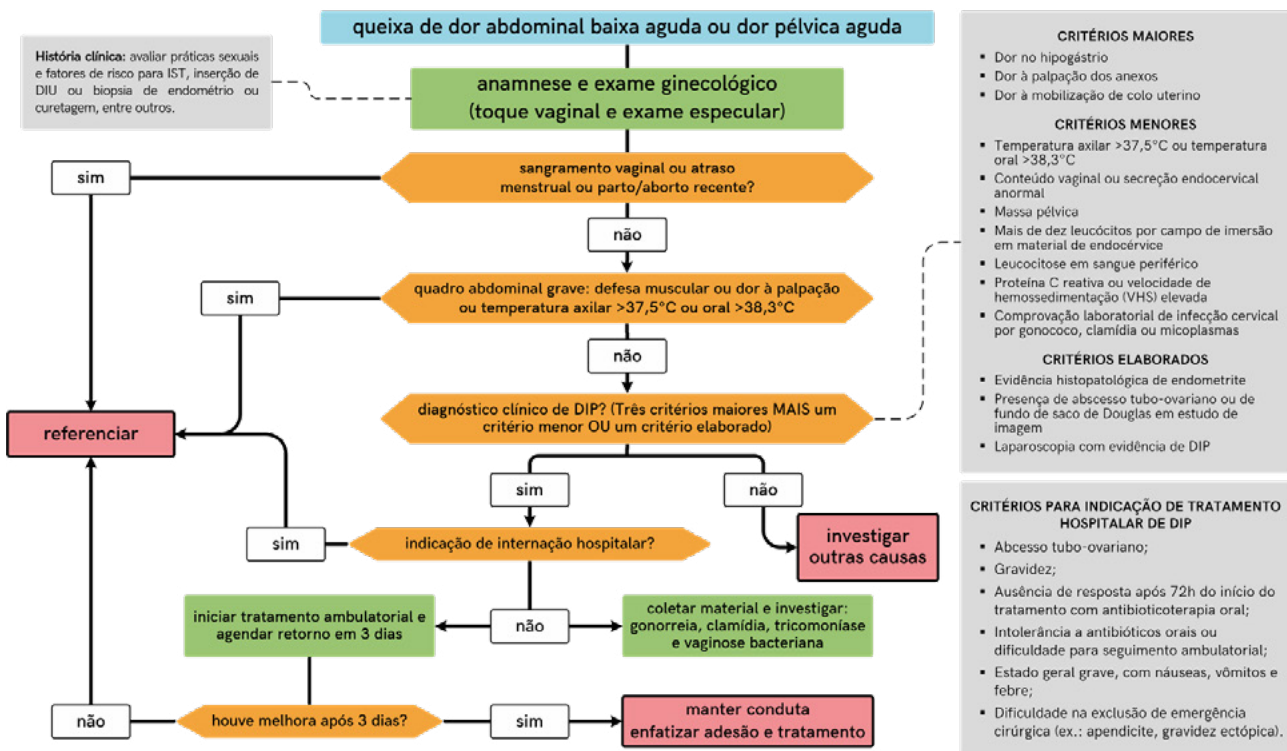 queixa de dor abdominal baixa aguda ou dor pélvica aguda
História clínica: avaliar práticas sexuais
e fatores de risco para IST, inserção de
DIU ou biopsia de endométrio ou
curetagem, entre outros.
anamnese e exame ginecológico
(toque vaginal e exame especular)
sim
sangramento vaginal ou atraso
menstrual ou parto/aborto recente?
não
sim
quadro abdominal grave: defesa muscular ou dor à palpação
ou temperatura axilar >37,5°C ou oral >38,3°C
não
referenciar
diagnóstico clínico de DIP? (Três critérios maiores MAIS um
critério menor OU um critério elaborado)
sim
não
sim
indicação de internação hospitalar?
investigar
outras causas
iniciar tratamento ambulatorial e
agendar retorno em 3 dias
não
coletar material e investigar:
gonorreia, clamídia, tricomoníase
e vaginose bacteriana
não
houve melhora após 3 dias?
sim
manter conduta
enfatizar adesão e tratamento
CRITÉRIOS MAIORES
▪ Dor no hipogástrio
▪ Dor à palpação dos anexos
▪ Dor à mobilização de colo uterino
CRITÉRIOS MENORES
▪ Temperatura axilar >37,5°C ou temperatura
oral >38,3°C
▪ Conteúdo vaginal ou secreção endocervical
anormal
▪ Massa pélvica
▪ Mais de dez leucócitos por campo de imersão
em material de endocérvice
▪ Leucocitose em sangue periférico
▪ Proteína C reativa ou velocidade de
hemossedimentação (VHS) elevada
▪ Comprovação laboratorial de infecção cervical
por gonococo, clamídia ou micoplasmas
CRITÉRIOS ELABORADOS
▪ Evidência histopatológica de endometrite
▪ Presença de abscesso tubo-ovariano ou de
fundo de saco de Douglas em estudo de
imagem
▪ Laparoscopia com evidência de DIP
CRITÉRIOS PARA INDICAÇÃO DE TRATAMENTO
HOSPITALAR DE DIP
▪ Abcesso tubo-ovariano;
▪ Gravidez;
▪ Ausência de resposta após 72h do início do
tratamento com antibioticoterapia oral;
▪ Intolerância a antibióticos orais ou
dificuldade para seguimento ambulatorial;
▪ Estado geral grave, com náuseas, vômitos e
febre;
▪ Dificuldade na exclusão de emergência
cirúrgica (ex.: apendicite, gravidez ectópica).